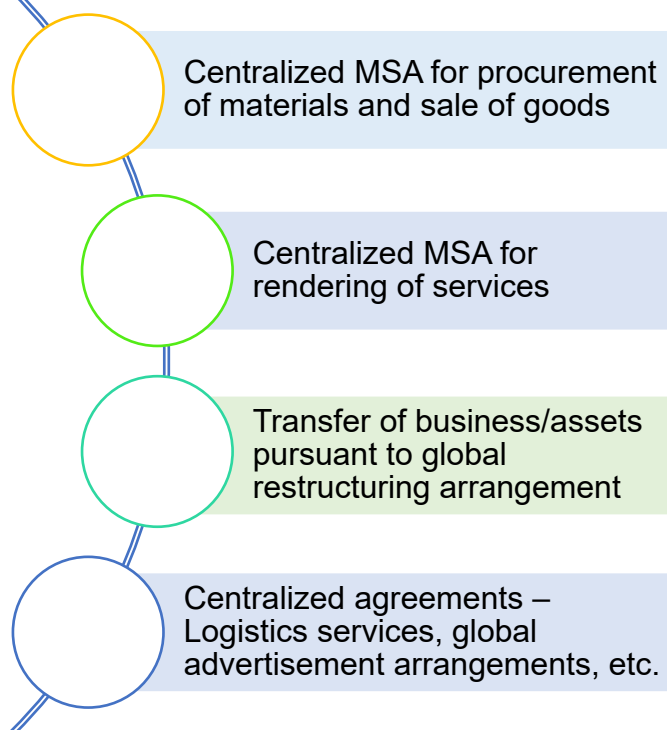 Centralized MSA for procurement
of materials and sale of goods
Centralized MSA for
rendering of services
Transfer of business/assets
pursuant to global
restructuring arrangement
Centralized agreements –
Logistics services, global
advertisement arrangements, etc.